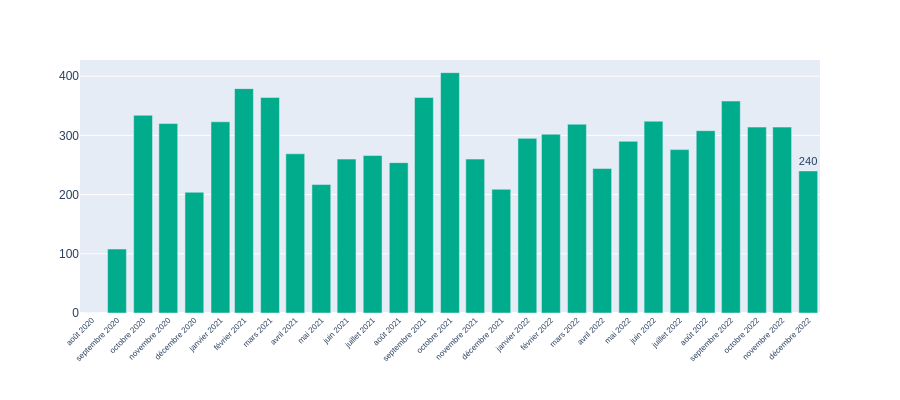 400
300
240
200
100
0
août 2020
septembre 2020
octobre 2020
novembre 2020
décembre 2020
janvier 2021
février 2021
mars 2021
avril 2021
mai 2021
juin 2021
juillet 2021
août 2021
septembre 2021
octobre 2021
novembre 2021
décembre 2021
janvier 2022
février 2022
mars 2022
avril 2022
mai 2022
juin 2022
juillet 2022
août 2022
septembre 2022
octobre 2022
novembre 2022
décembre 2022